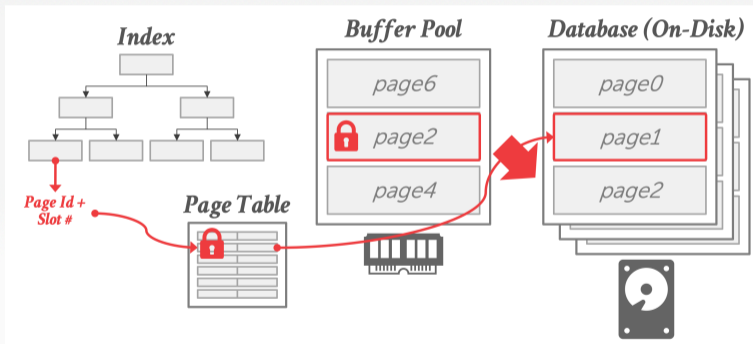 Index
Buffer Pool
Database (On-Disk)
page6
page2
page4
page0
page1
page2
Page Id +
Slot #
Page Table